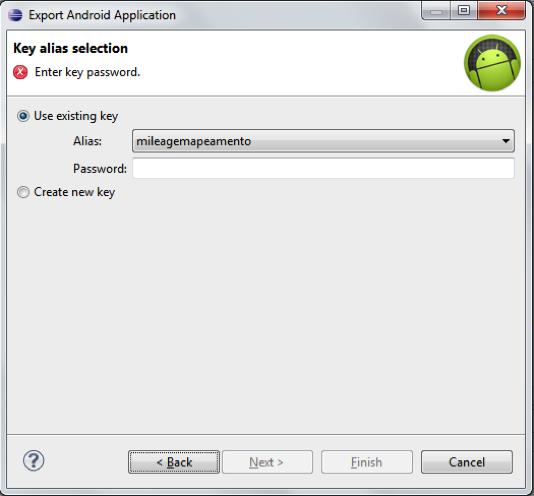 Export Android Application
Key alias selection
Enter key password.
Use existing key
Alias: mileagemapeamento
Password:
Create new key
? < Back Next > Finish Cancel